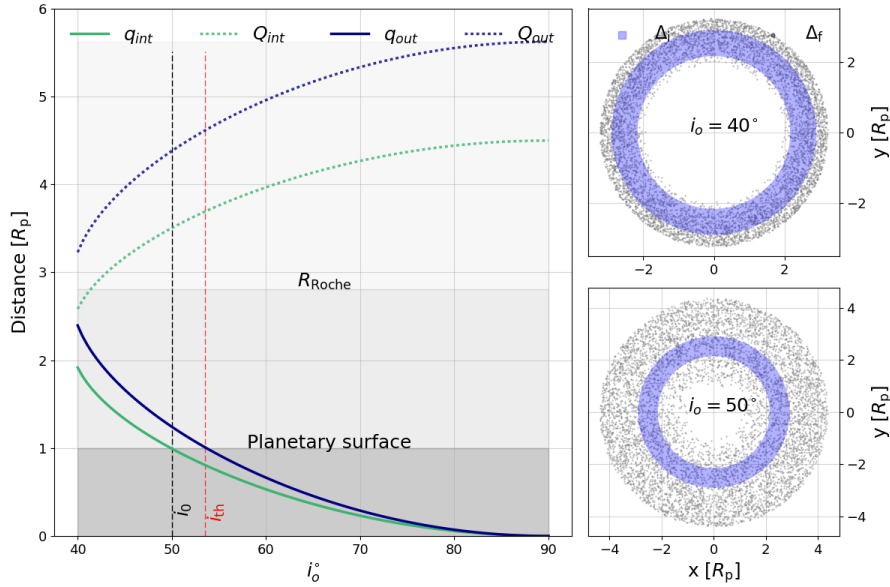 q_int Q_int q_out Q_out
6
5
4
3
2
1
0
Distance [R_p]
R_Roche
Planetary surface
i_0
i_th
40 50 60 70 80 90
i_o°
Δ_i Δ_f
i_o = 40°
2
0
−2
y [R_p]
−2 0 2
i_o = 50°
4
2
0
−2
−4
y [R_p]
−4 −2 0 2 4
x [R_p]